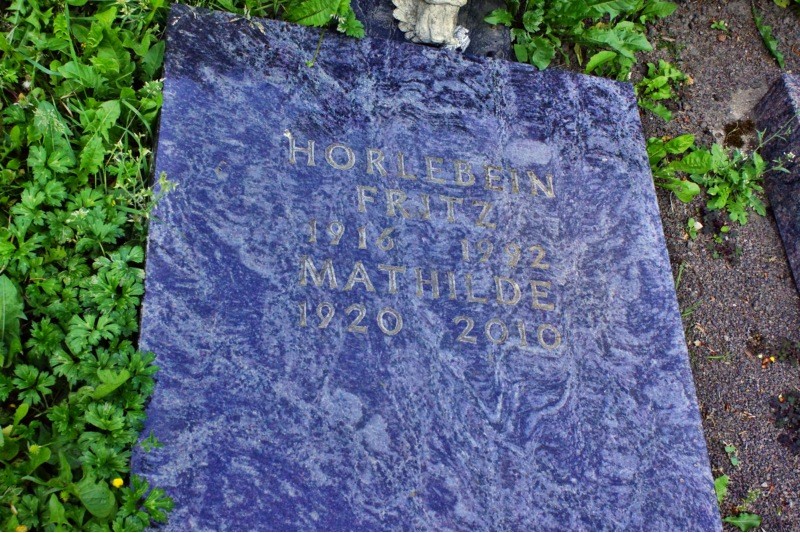 HORLEBEIN
FRITZ
1916 1992
MATHILDE
1920 2010